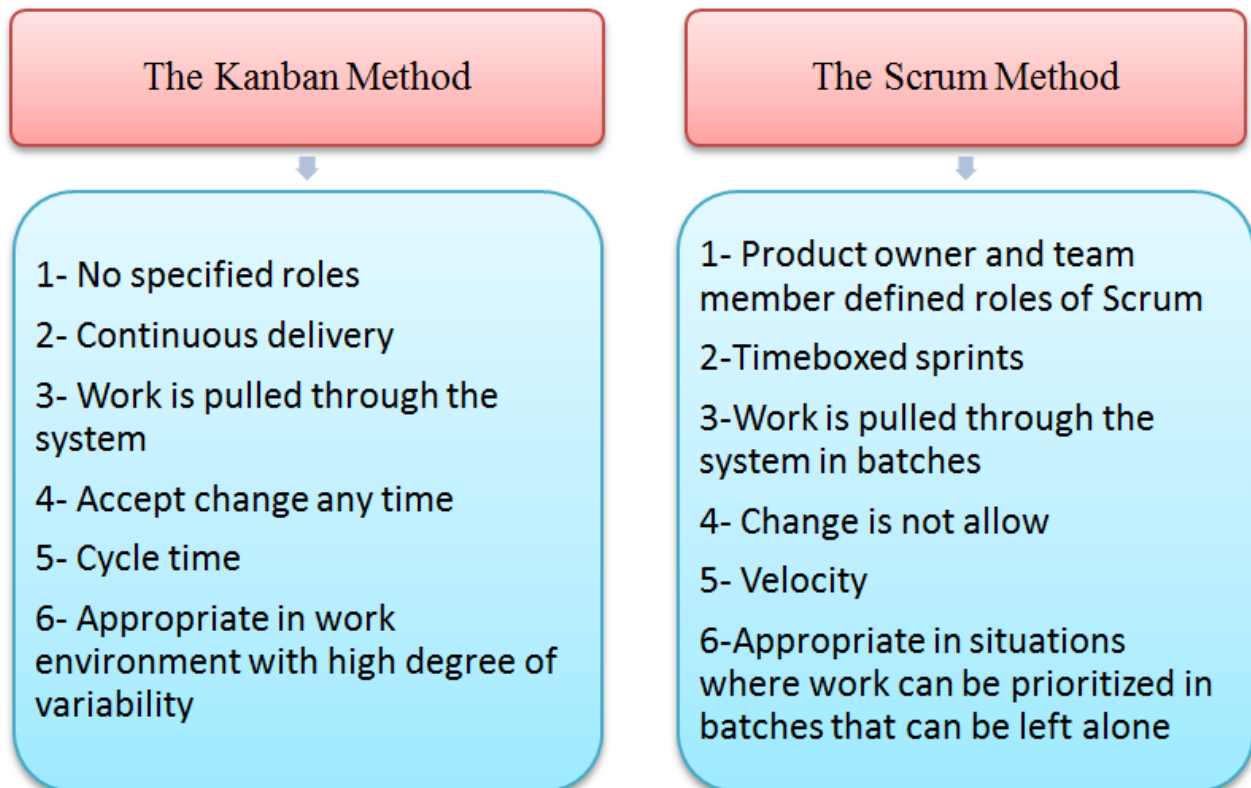 The Kanban Method
1- No specified roles
2- Continuous delivery
3- Work is pulled through the
system
4- Accept change any time
5- Cycle time
6- Appropriate in work
environment with high degree of
variability
The Scrum Method
1- Product owner and team
member defined roles of Scrum
2-Timeboxed sprints
3-Work is pulled through the
system in batches
4- Change is not allow
5- Velocity
6-Appropriate in situations
where work can be prioritized in
batches that can be left alone